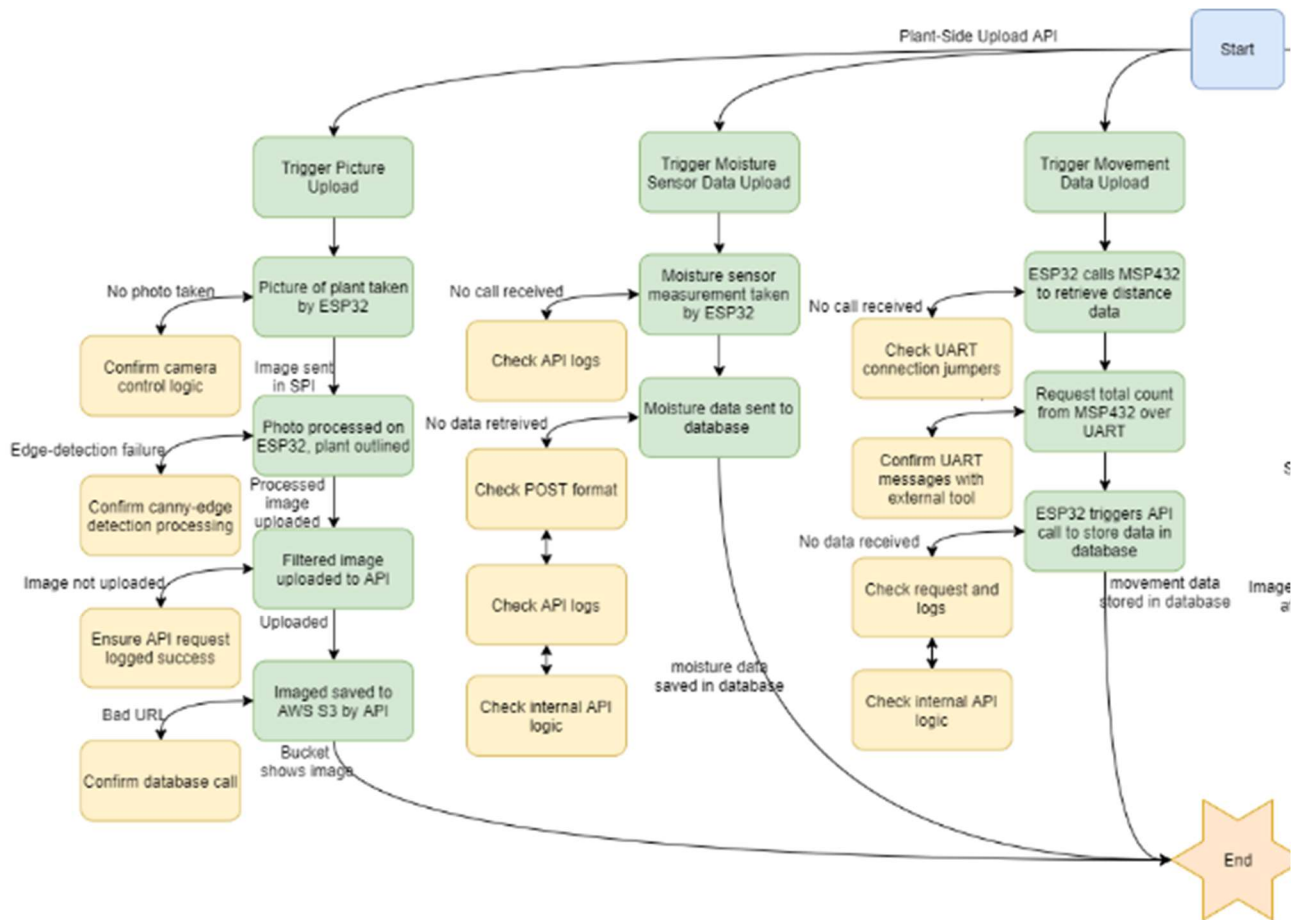 Plant-Side Upload API
Start
Trigger Picture
Upload
Trigger Moisture
Sensor Data Upload
Trigger Movement
Data Upload
No photo taken
Picture of plant taken
by ESP32
Confirm camera
control logic
Image sent
in SPI
Edge-detection failure
Photo processed on
ESP32, plant outlined
Confirm canny-edge
detection processing
Processed
image
uploaded
Image not uploaded
Filtered image
uploaded to API
Ensure API request
logged success
Uploaded
Bad URL
Imaged saved to
AWS S3 by API
Confirm database call
Bucket
shows image
No call received
Moisture sensor
measurement taken
by ESP32
Check API logs
No data retreived
Moisture data sent to
database
Check POST format
Check API logs
Check internal API
logic
moisture data
saved in database
ESP32 calls MSP432
to retrieve distance
data
No call received
Check UART
connection jumpers
Request total count
from MSP432 over
UART
Confirm UART
messages with
external tool
ESP32 triggers API
call to store data in
database
No data received
Check request and
logs
Check internal API
logic
movement data
stored in database
S
Image
End